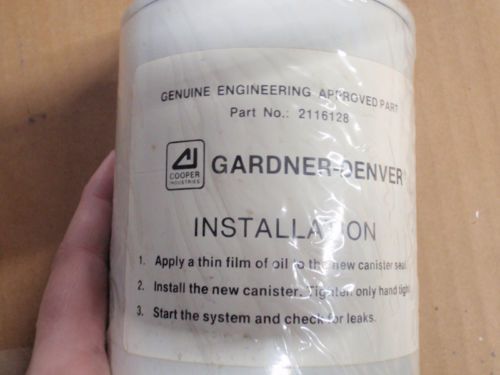 GENUINE ENGINEERING APPROVED PART
Part No.: 2116128
COOPER
INDUSTRIES
GARDNER-DENVER
INSTALLATION
1. Apply a thin film of oil to the new canister seal.
2. Install the new canister. Tighten only hand tight.
3. Start the system and check for leaks.